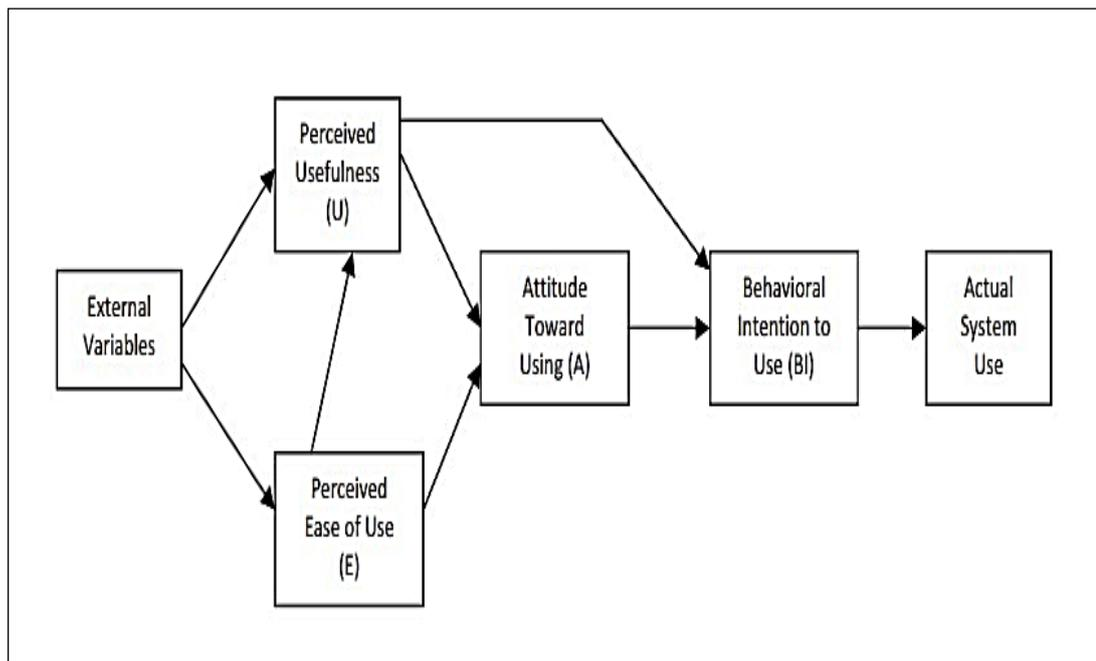 Perceived
Usefulness
(U)
External
Variables
Perceived
Ease of Use
(E)
Attitude
Toward
Using (A)
Behavioral
Intention to
Use (BI)
Actual
System
Use